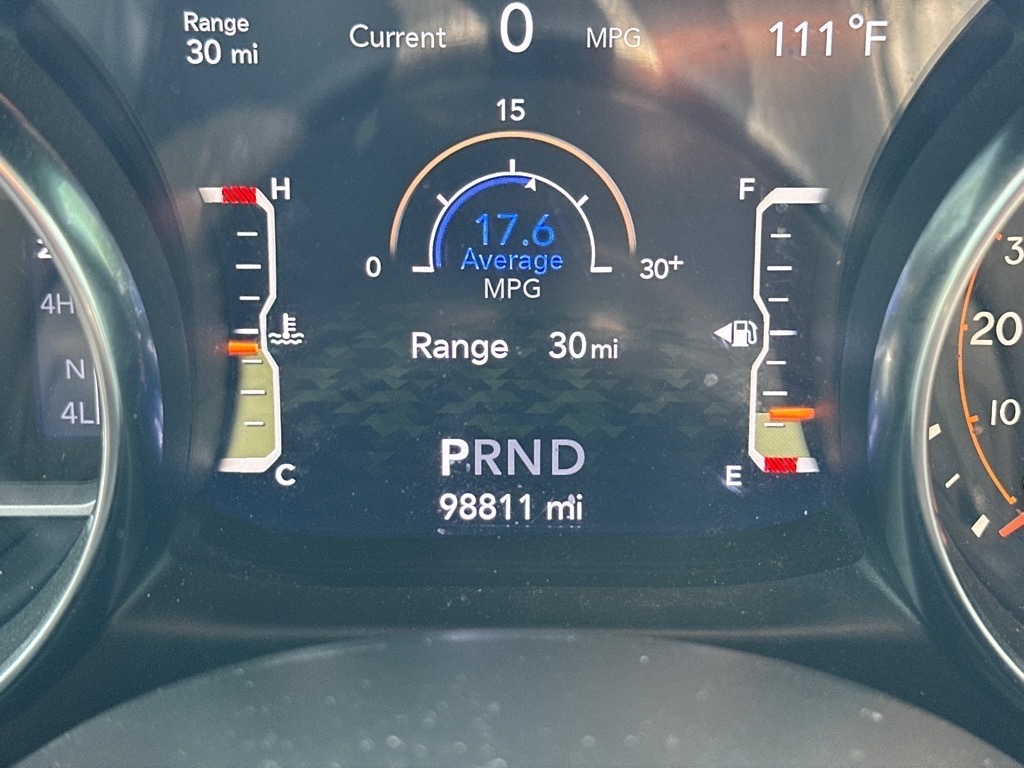 Range
30 mi
Current 0 MPG
111°F
15
H
F
17.6
Average
0
30+
MPG
Range 30 mi
4H
N
4L
30
20
10
PRND
C
E
98811 mi